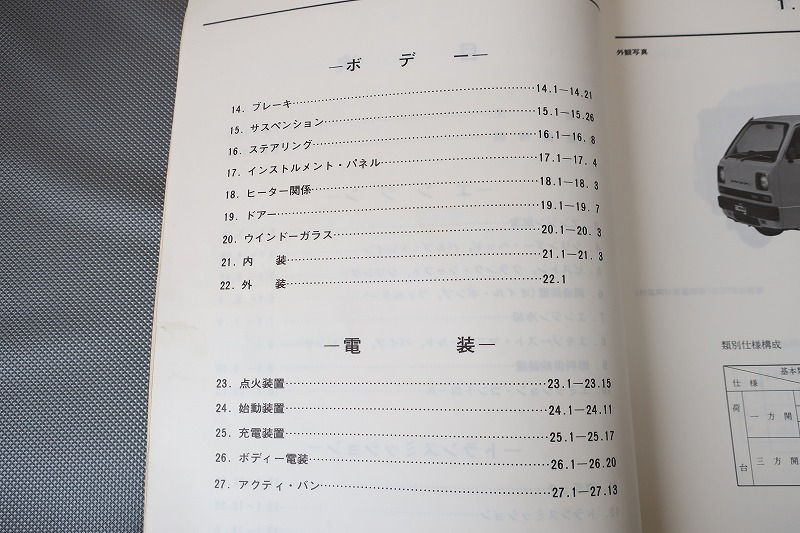 —ボデー—
14. ブレーキ……14.1—14.21
15. サスペンション……15.1—15.26
16. ステアリング……16.1—16. 8
17. インストルメント・パネル……17.1—17. 4
18. ヒーター関係……18.1—18. 3
19. ドアー……19.1—19. 7
20. ウインドーガラス……20.1—20. 3
21. 内　装……21.1—21. 3
22. 外　装……22.1
—電　装—
23. 点火装置……23.1—23.15
24. 始動装置……24.1—24.11
25. 充電装置……25.1—25.17
26. ボディー電装……26.1—26.20
27. アクティ・バン……27.1—27.13
1.
外観写真
類別仕様構成
仕 様
荷台
一 方 開
三 方 開